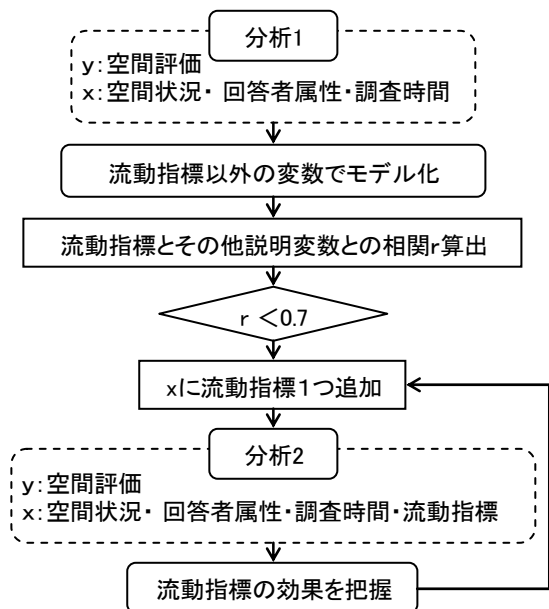 分析1
y:空間評価
x:空間状況・ 回答者属性・調査時間
流動指標以外の変数でモデル化
流動指標とその他説明変数との相関r算出
r ＜0.7
xに流動指標１つ追加
分析2
y:空間評価
x:空間状況・ 回答者属性・調査時間・流動指標
流動指標の効果を把握